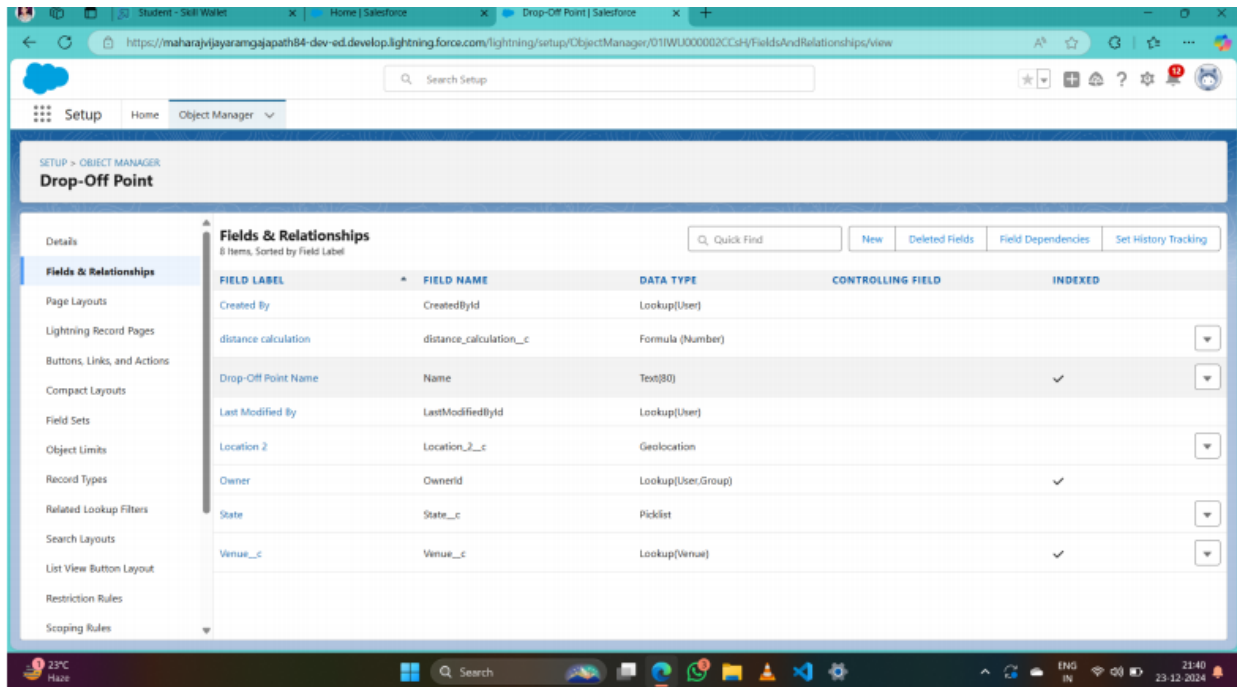 Student - Skill Wallet
Home | Salesforce
Drop-Off Point | Salesforce
https://maharajvijayaramgajapath84-dev-ed.develop.lightning.force.com/lightning/setup/ObjectManager/01IWU000002CCsH/FieldsAndRelationships/view
Search Setup
12
Setup Home Object Manager
SETUP > OBJECT MANAGER
Drop-Off Point
Details
Fields & Relationships
Page Layouts
Lightning Record Pages
Buttons, Links, and Actions
Compact Layouts
Field Sets
Object Limits
Record Types
Related Lookup Filters
Search Layouts
List View Button Layout
Restriction Rules
Scoping Rules
Fields & Relationships
8 Items, Sorted by Field Label
Quick Find New Deleted Fields Field Dependencies Set History Tracking
FIELD LABEL FIELD NAME DATA TYPE CONTROLLING FIELD INDEXED
Created By CreatedById Lookup(User)
distance calculation distance_calculation__c Formula (Number)
Drop-Off Point Name Name Text(80)
Last Modified By LastModifiedById Lookup(User)
Location 2 Location_2__c Geolocation
Owner OwnerId Lookup(User,Group)
State State__c Picklist
Venue__c Venue__c Lookup(Venue)
1
23°C
Haze
Search
ENG
IN
21:40
23-12-2024